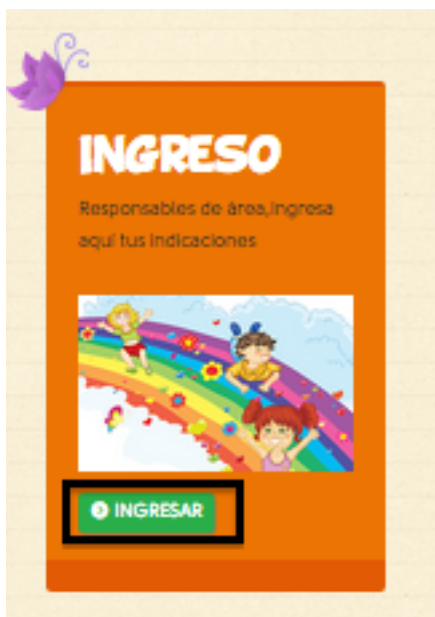 INGRESO
Responsables de área,Ingresa
aquí tus indicaciones
INGRESAR